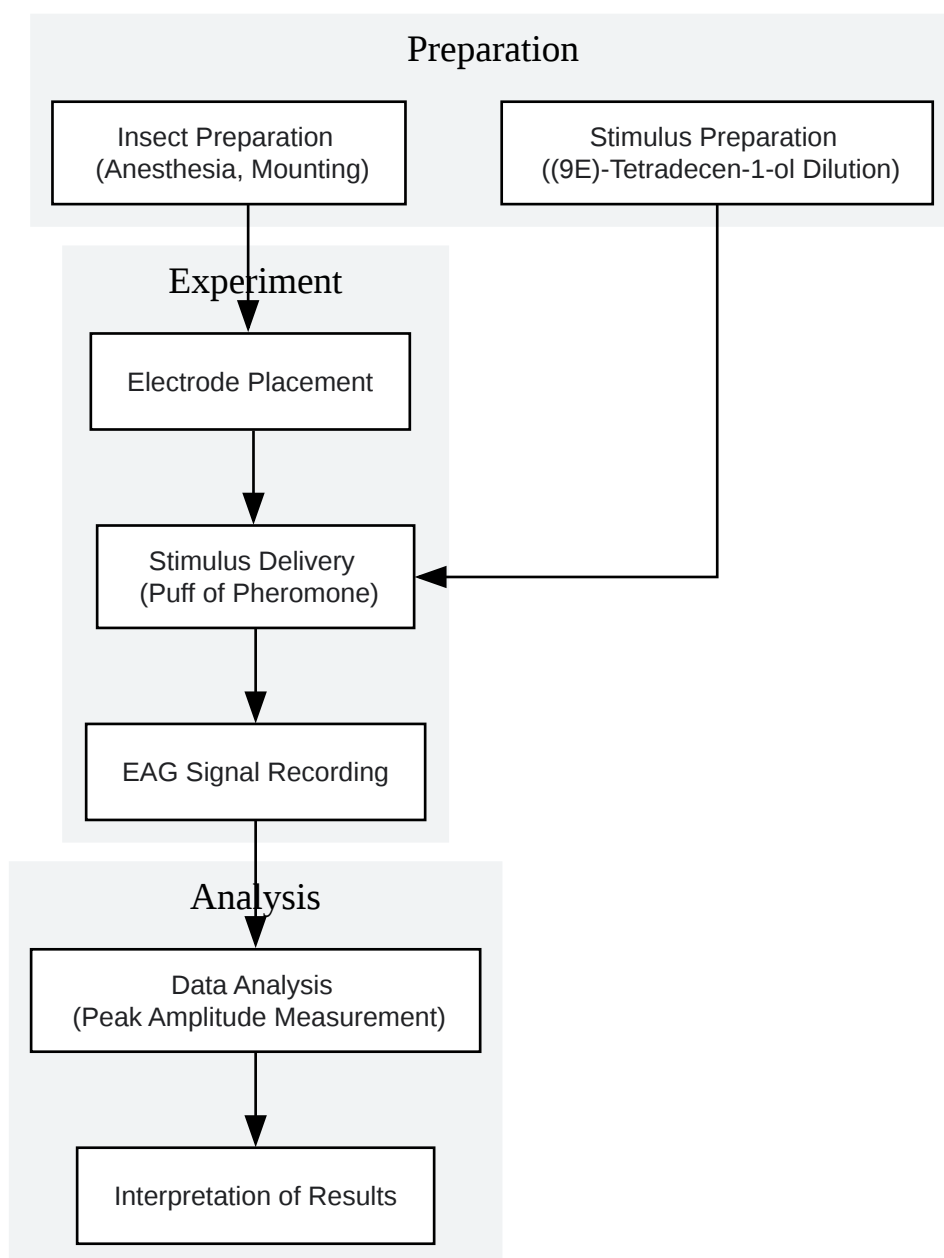 Preparation
Insect Preparation
(Anesthesia, Mounting)
Stimulus Preparation
((9E)-Tetradecen-1-ol Dilution)
Experiment
Electrode Placement
Stimulus Delivery
(Puff of Pheromone)
EAG Signal Recording
Analysis
Data Analysis
(Peak Amplitude Measurement)
Interpretation of Results